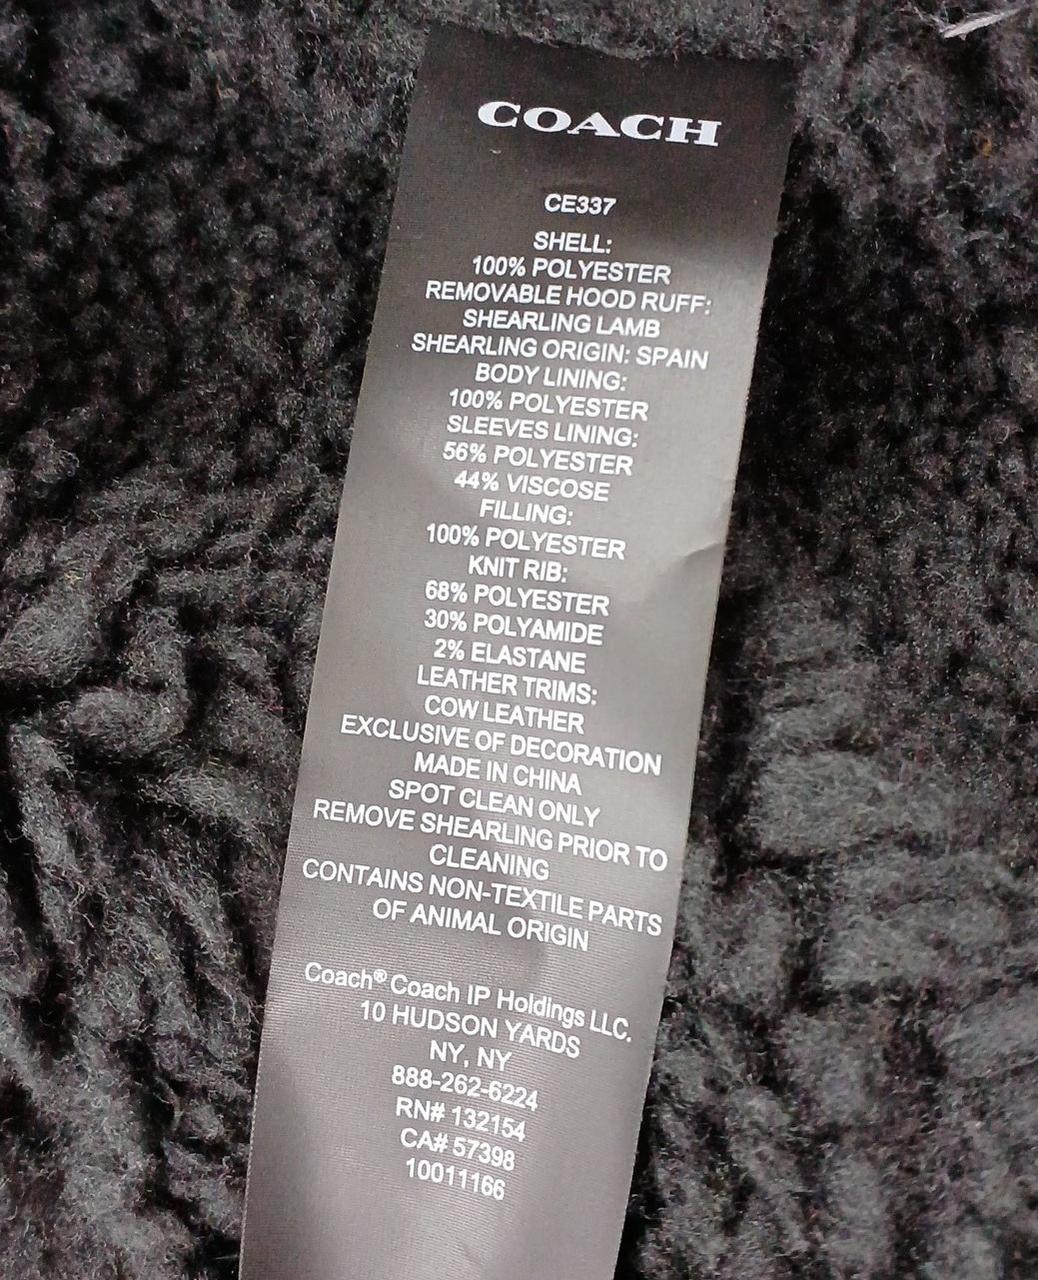 COACH
CE337
SHELL:
100% POLYESTER
REMOVABLE HOOD RUFF:
SHEARLING LAMB
SHEARLING ORIGIN: SPAIN
BODY LINING:
100% POLYESTER
SLEEVES LINING:
56% POLYESTER
44% VISCOSE
FILLING:
100% POLYESTER
KNIT RIB:
68% POLYESTER
30% POLYAMIDE
2% ELASTANE
LEATHER TRIMS:
COW LEATHER
EXCLUSIVE OF DECORATION
MADE IN CHINA
SPOT CLEAN ONLY
REMOVE SHEARLING PRIOR TO
CLEANING
CONTAINS NON-TEXTILE PARTS
OF ANIMAL ORIGIN
Coach® Coach IP Holdings LLC.
10 HUDSON YARDS
NY, NY
888-262-6224
RN# 132154
CA# 57398
10011166